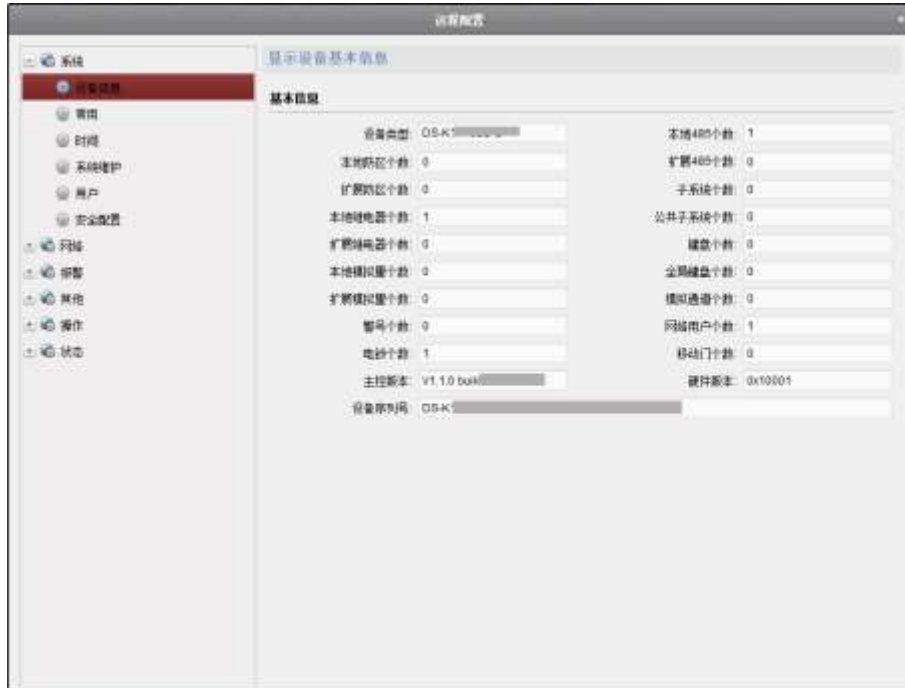 远程配置
系统
设备信息
常用
时间
系统维护
用户
安全配置
网络
报警
其他
操作
状态
显示设备基本信息
基本信息
设备类型 DS-K1 本地485个数 1
本地防区个数 0 扩展485个数 0
扩展防区个数 0 子系统个数 0
本地继电器个数 1 公共子系统个数 0
扩展继电器个数 0 键盘个数 0
本地模拟量个数 0 全局键盘个数 0
扩展模拟量个数 0 模拟通道个数 0
警号个数 0 网络用户个数 1
电锁个数 1 移动门个数 0
主控版本 V1.1.0 build 硬件版本 0x10001
设备序列号 DS-K1